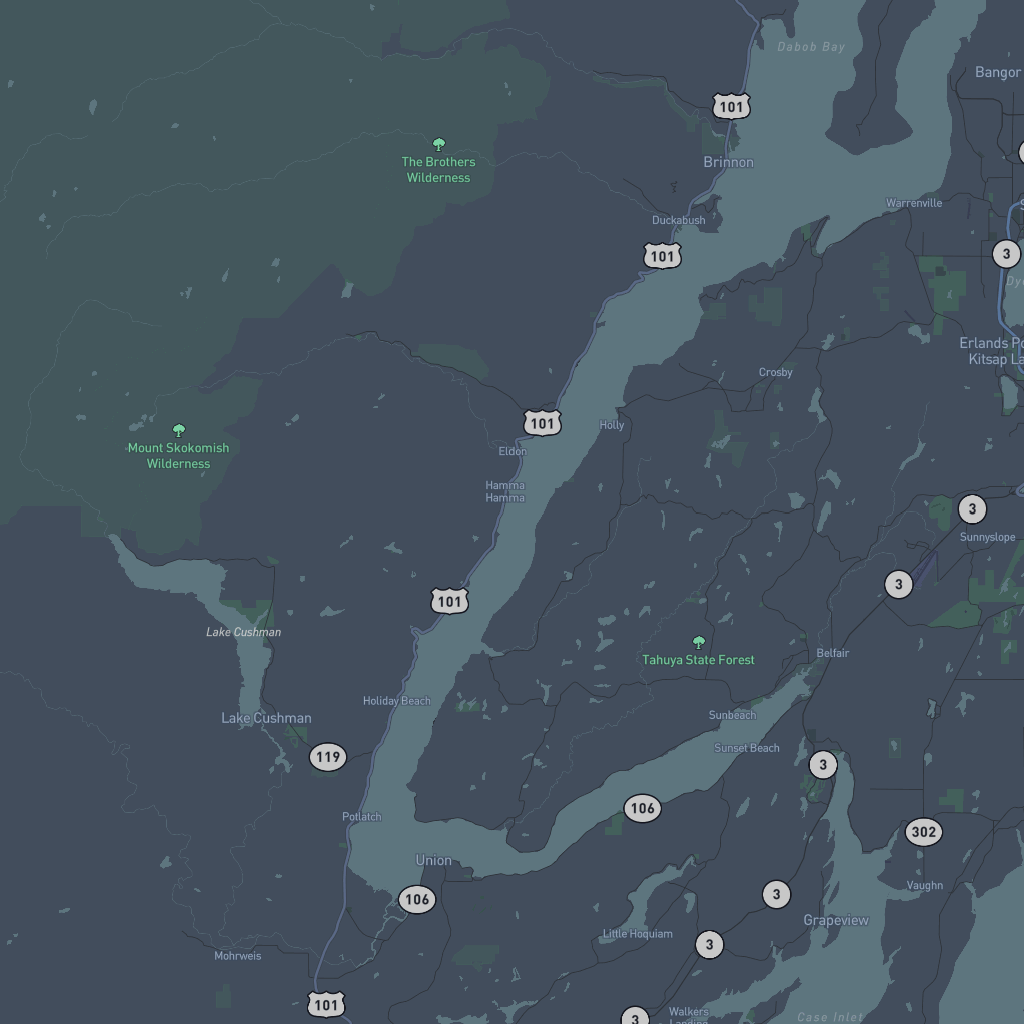 Dabob Bay
Bangor
101
The Brothers
Wilderness
Brinnon
Warrenville
Duckabush
101
3
Erlands
Kitsap
Crosby
101
Holly
Mount Skokomish
Wilderness
Eldon
Hamma
Hamma
3
Sunnyslope
3
101
Lake Cushman
Belfair
Tahuya State Forest
Holiday Beach
Lake Cushman
Sunbeach
Sunset Beach
119
3
106
Potlatch
302
Union
Vaughn
106
3
Grapeview
Little Hoquiam
3
Mohrweis
101
3
Walkers
Landing
Case Inlet